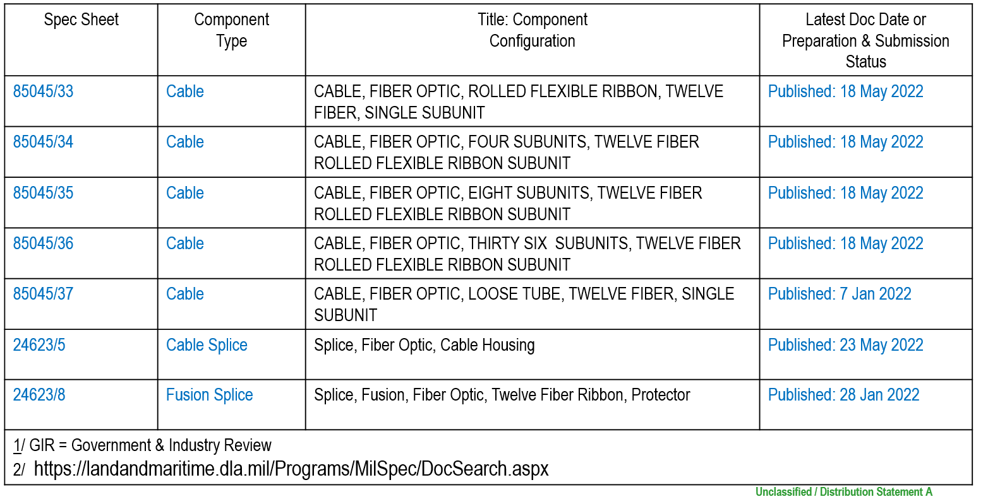 Spec Sheet
Component
Type
Title: Component
Configuration
Latest Doc Date or
Preparation & Submission
Status
85045/33
Cable
CABLE, FIBER OPTIC, ROLLED FLEXIBLE RIBBON, TWELVE
FIBER, SINGLE SUBUNIT
Published: 18 May 2022
85045/34
Cable
CABLE, FIBER OPTIC, FOUR SUBUNITS, TWELVE FIBER
ROLLED FLEXIBLE RIBBON SUBUNIT
Published: 18 May 2022
85045/35
Cable
CABLE, FIBER OPTIC, EIGHT SUBUNITS, TWELVE FIBER
ROLLED FLEXIBLE RIBBON SUBUNIT
Published: 18 May 2022
85045/36
Cable
CABLE, FIBER OPTIC, THIRTY SIX  SUBUNITS, TWELVE FIBER
ROLLED FLEXIBLE RIBBON SUBUNIT
Published: 18 May 2022
85045/37
Cable
CABLE, FIBER OPTIC, LOOSE TUBE, TWELVE FIBER, SINGLE
SUBUNIT
Published: 7 Jan 2022
24623/5
Cable Splice
Splice, Fiber Optic, Cable Housing
Published: 23 May 2022
24623/8
Fusion Splice
Splice, Fusion, Fiber Optic, Twelve Fiber Ribbon, Protector
Published: 28 Jan 2022
1/ GIR = Government & Industry Review
2/  https://landandmaritime.dla.mil/Programs/MilSpec/DocSearch.aspx
Unclassified / Distribution Statement A